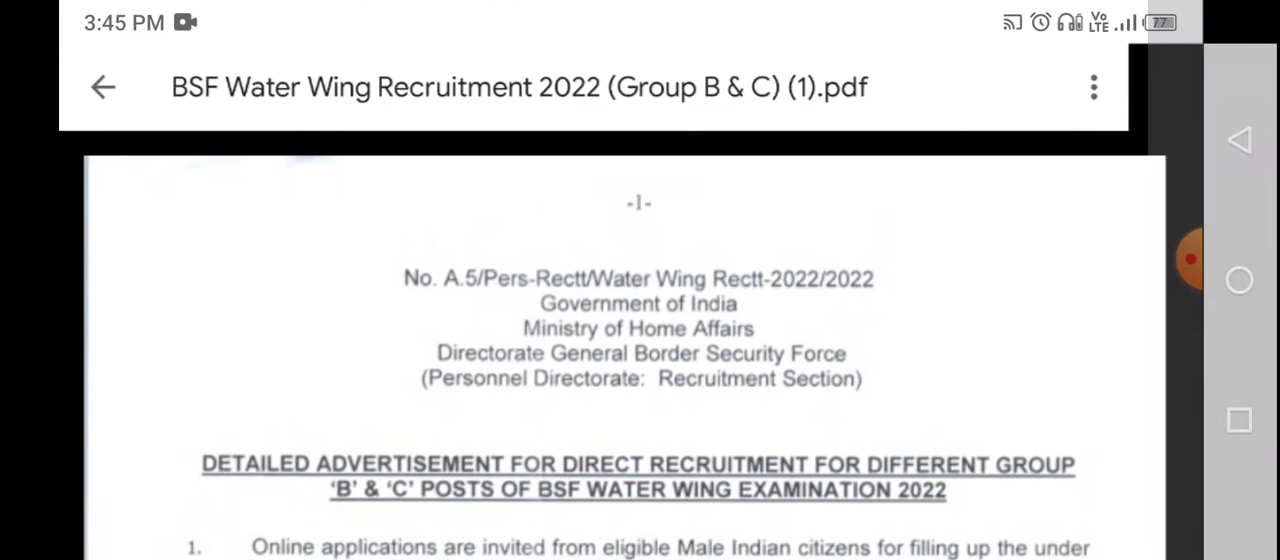 3:45 PM
Vo LTE 77
BSF Water Wing Recruitment 2022 (Group B & C) (1).pdf
-1-
No. A.5/Pers-Rectt/Water Wing Rectt-2022/2022
Government of India
Ministry of Home Affairs
Directorate General Border Security Force
(Personnel Directorate: Recruitment Section)
DETAILED ADVERTISEMENT FOR DIRECT RECRUITMENT FOR DIFFERENT GROUP
‘B’ & ‘C’ POSTS OF BSF WATER WING EXAMINATION 2022
1. Online applications are invited from eligible Male Indian citizens for filling up the under